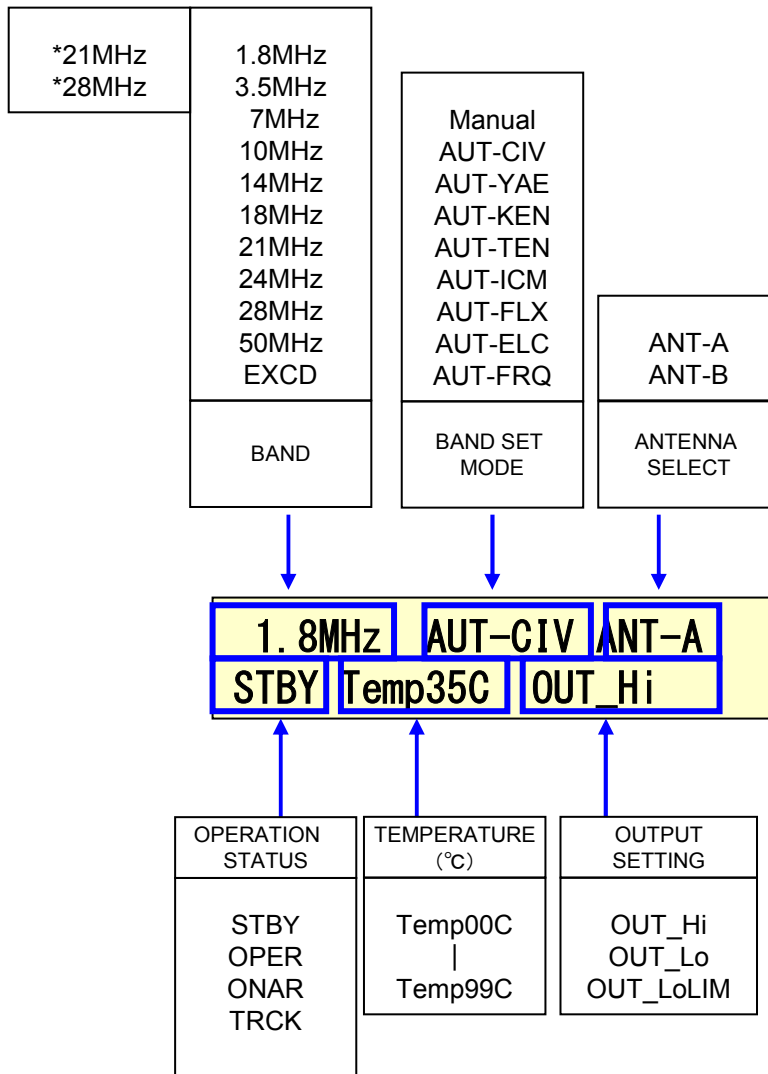 *21MHz
*28MHz
1.8MHz
3.5MHz
7MHz
10MHz
14MHz
18MHz
21MHz
24MHz
28MHz
50MHz
EXCD
BAND
Manual
AUT-CIV
AUT-YAE
AUT-KEN
AUT-TEN
AUT-ICM
AUT-FLX
AUT-ELC
AUT-FRQ
BAND SET
MODE
ANT-A
ANT-B
ANTENNA
SELECT
1.8MHz AUT-CIV ANT-A
STBY Temp35C OUT_Hi
OPERATION
STATUS
STBY
OPER
ONAR
TRCK
TEMPERATURE
(℃)
Temp00C
|
Temp99C
OUTPUT
SETTING
OUT_Hi
OUT_Lo
OUT_LoLIM